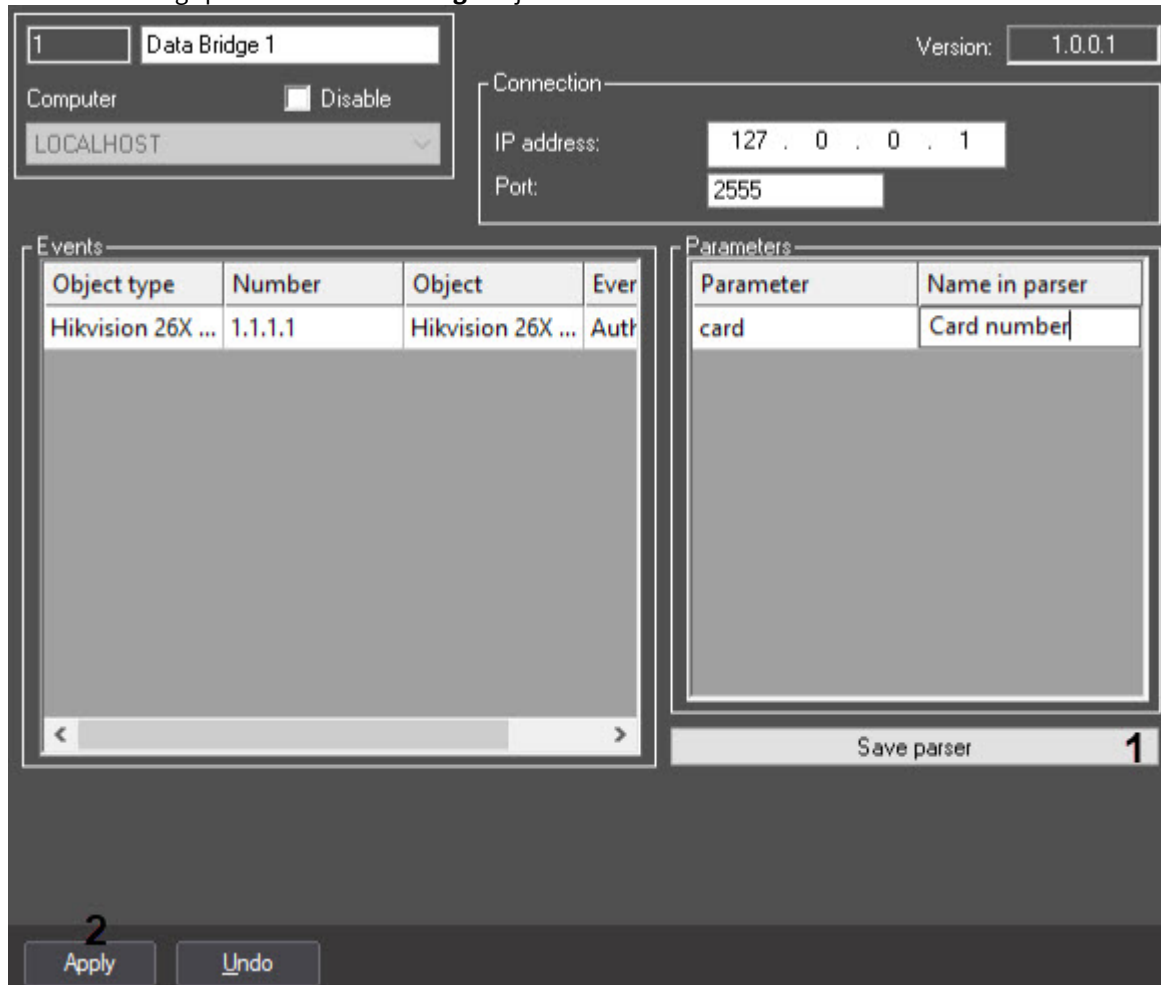 1 Data Bridge 1
Version: 1.0.0.1
Computer Disable
LOCALHOST
Connection
IP address: 127 . 0 . 0 . 1
Port: 2555
Events
Object type Number Object Ever
Hikvision 26X ... 1.1.1.1 Hikvision 26X ... Auth
Parameters
Parameter Name in parser
card Card number
Save parser 1
2
Apply Undo